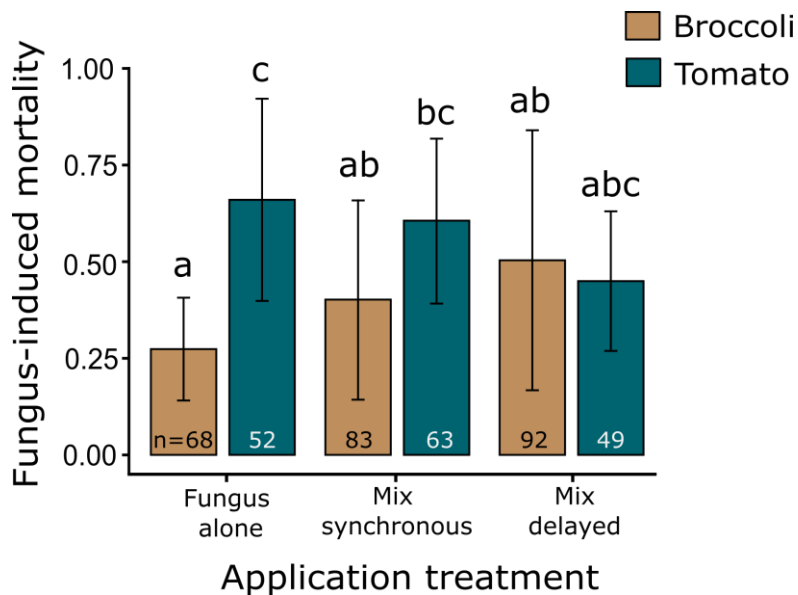 Broccoli
Tomato
Fungus-induced mortality
1.00
0.75
0.50
0.25
0.00
a
c
ab
bc
ab
abc
n=68
52
83
63
92
49
Fungus
alone
Mix
synchronous
Mix
delayed
Application treatment